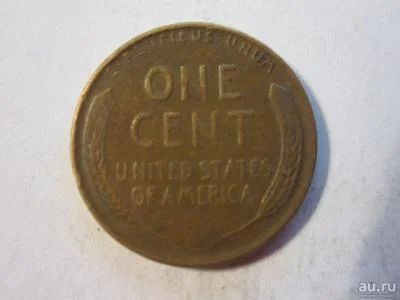 E PLURIBUS UNUM
ONE
CENT
UNITED STATES
OF AMERICA
au.ru